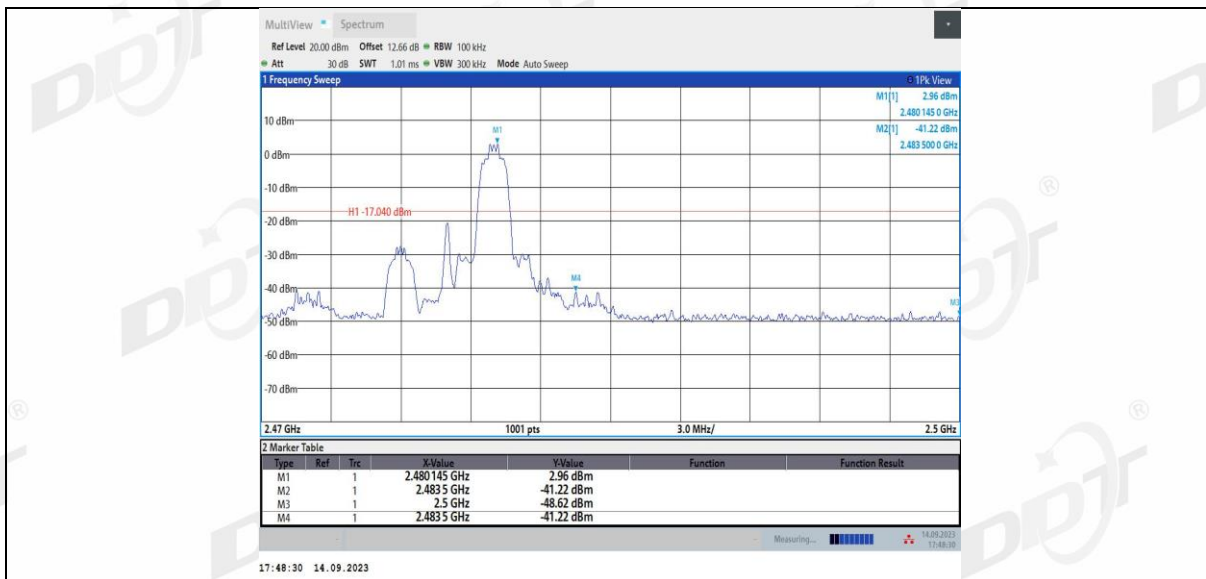 MultiView Spectrum
Ref Level 20.00 dBm Offset 12.66 dB RBW 100 kHz
Att 30 dB SWT 1.01 ms VBW 300 kHz Mode Auto Sweep
1 Frequency Sweep 1Pk View
M1[1] 2.96 dBm
2.480 145 0 GHz
M2[1] -41.22 dBm
2.483 500 0 GHz
10 dBm
M1
0 dBm
-10 dBm
H1 -17.040 dBm
-20 dBm
-30 dBm
M4
-40 dBm
M3
-50 dBm
-60 dBm
-70 dBm
2.47 GHz 1001 pts 3.0 MHz/ 2.5 GHz
2 Marker Table
Type Ref Trc X-Value Y-Value Function Function Result
M1 1 2.480145 GHz 2.96 dBm
M2 1 2.4835 GHz -41.22 dBm
M3 1 2.5 GHz -48.62 dBm
M4 1 2.4835 GHz -41.22 dBm
Measuring... 14.09.2023
17:48:30
17:48:30 14.09.2023
DDT